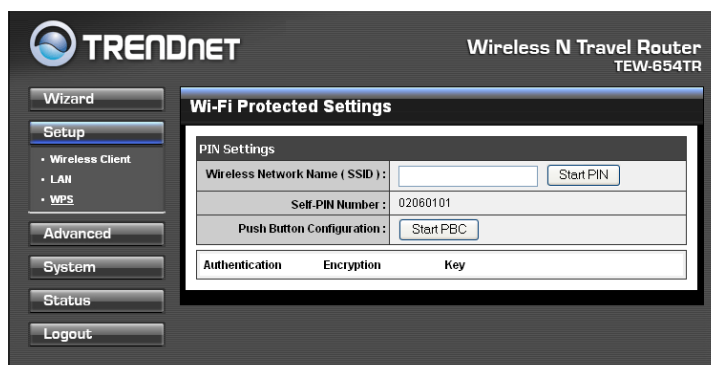 TRENDNET
Wireless N Travel Router
TEW-654TR
Wizard
Setup
• Wireless Client
• LAN
• WPS
Advanced
System
Status
Logout
Wi-Fi Protected Settings
PIN Settings
Wireless Network Name ( SSID ) : Start PIN
Self-PIN Number : 02060101
Push Button Configuration : Start PBC
Authentication Encryption Key